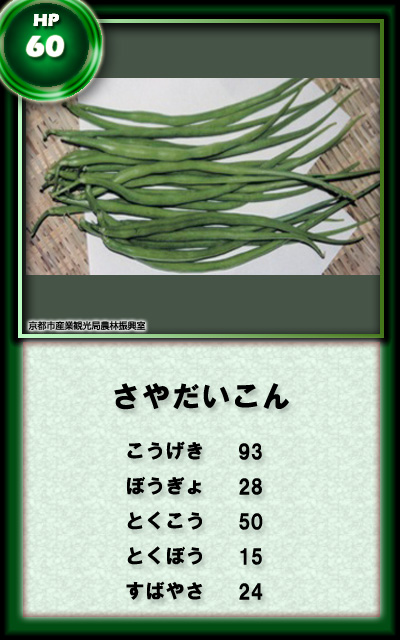 HP
60
京都市産業観光局農林振興室
さやだいこん
こうげき 93
ぼうぎょ 28
とくこう 50
とくぼう 15
すばやさ 24